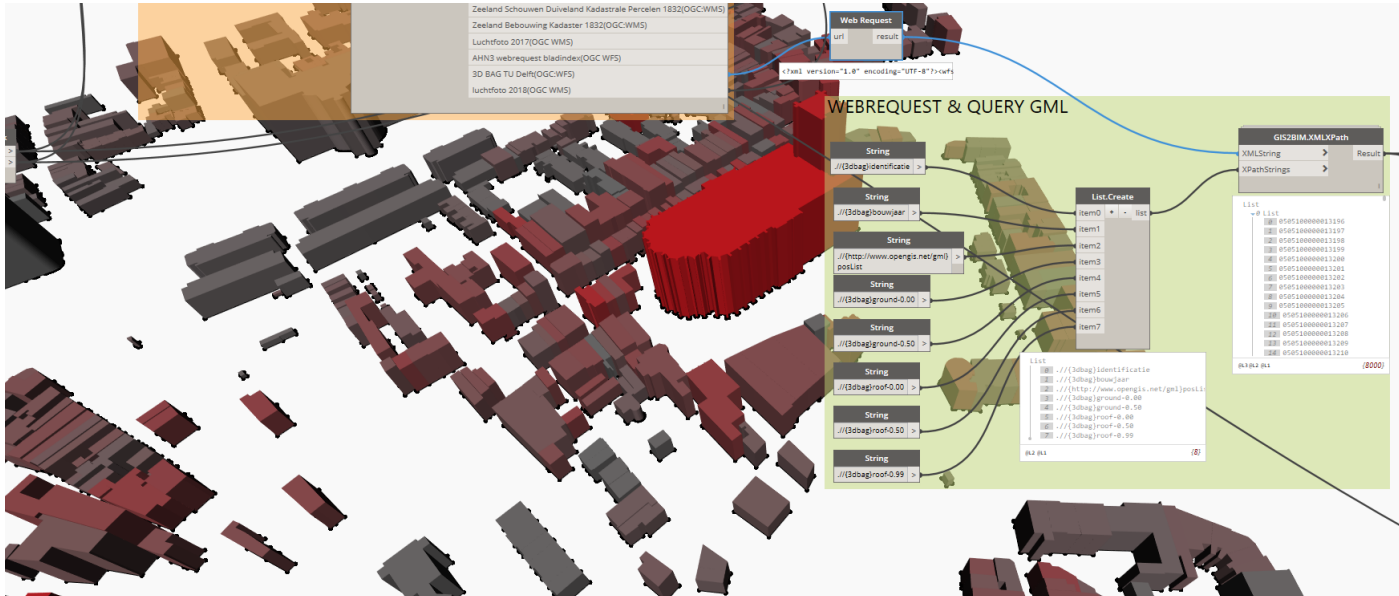 Zeeland Schouwen Duiveland Kadastrale Percelen 1832(OGC:WMS)
Zeeland Bebouwing Kadaster 1832(OGC:WMS)
Luchtfoto 2017(OGC WMS)
AHN3 webrequest bladindex(OGC WFS)
3D BAG TU Delft(OGC:WFS)
luchtfoto 2018(OGC WMS)
Web Request
url result
<?xml version="1.0" encoding="UTF-8"?><wfs
WEBREQUEST & QUERY GML
String
.//{3dbag}identificatie >
String
.//{3dbag}bouwjaar >
String
.//{http://www.opengis.net/gml}
posList >
String
.//{3dbag}ground-0.00 >
String
.//{3dbag}ground-0.50 >
String
.//{3dbag}roof-0.00 >
String
.//{3dbag}roof-0.50 >
String
.//{3dbag}roof-0.99 >
List.Create
item0 + - list
item1
item2
item3
item4
item5
item6
item7
List
0 .//{3dbag}identificatie
1 .//{3dbag}bouwjaar
2 .//{http://www.opengis.net/gml}posLis
3 .//{3dbag}ground-0.00
4 .//{3dbag}ground-0.50
5 .//{3dbag}roof-0.00
6 .//{3dbag}roof-0.50
7 .//{3dbag}roof-0.99
@L2 @L1 {8}
GIS2BIM.XMLXPath
XMLString > Result
XPathStrings >
List
0 List
0 0505100000013196
1 0505100000013197
2 0505100000013198
3 0505100000013199
4 0505100000013200
5 0505100000013201
6 0505100000013202
7 0505100000013203
8 0505100000013204
9 0505100000013205
10 0505100000013206
11 0505100000013207
12 0505100000013208
13 0505100000013209
14 0505100000013210
@L3 @L2 @L1 {8000}